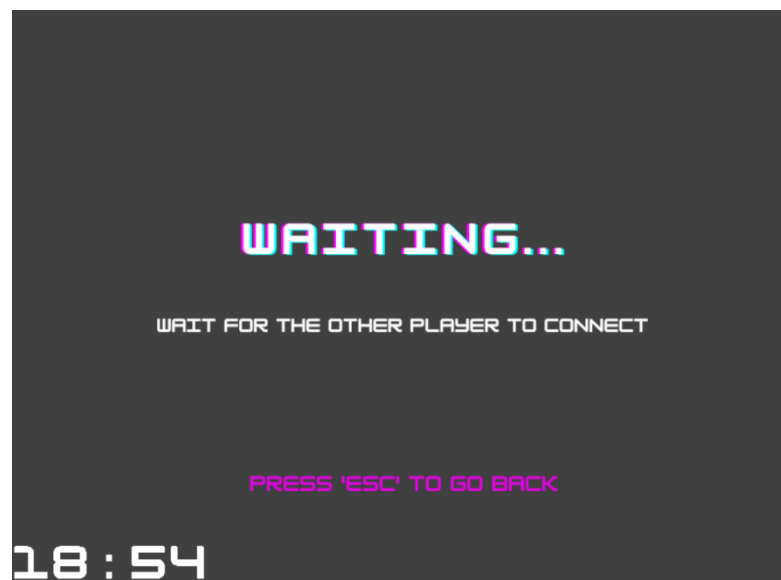 WAITING...
WAIT FOR THE OTHER PLAYER TO CONNECT
PRESS 'ESC' TO GO BACK
18:54